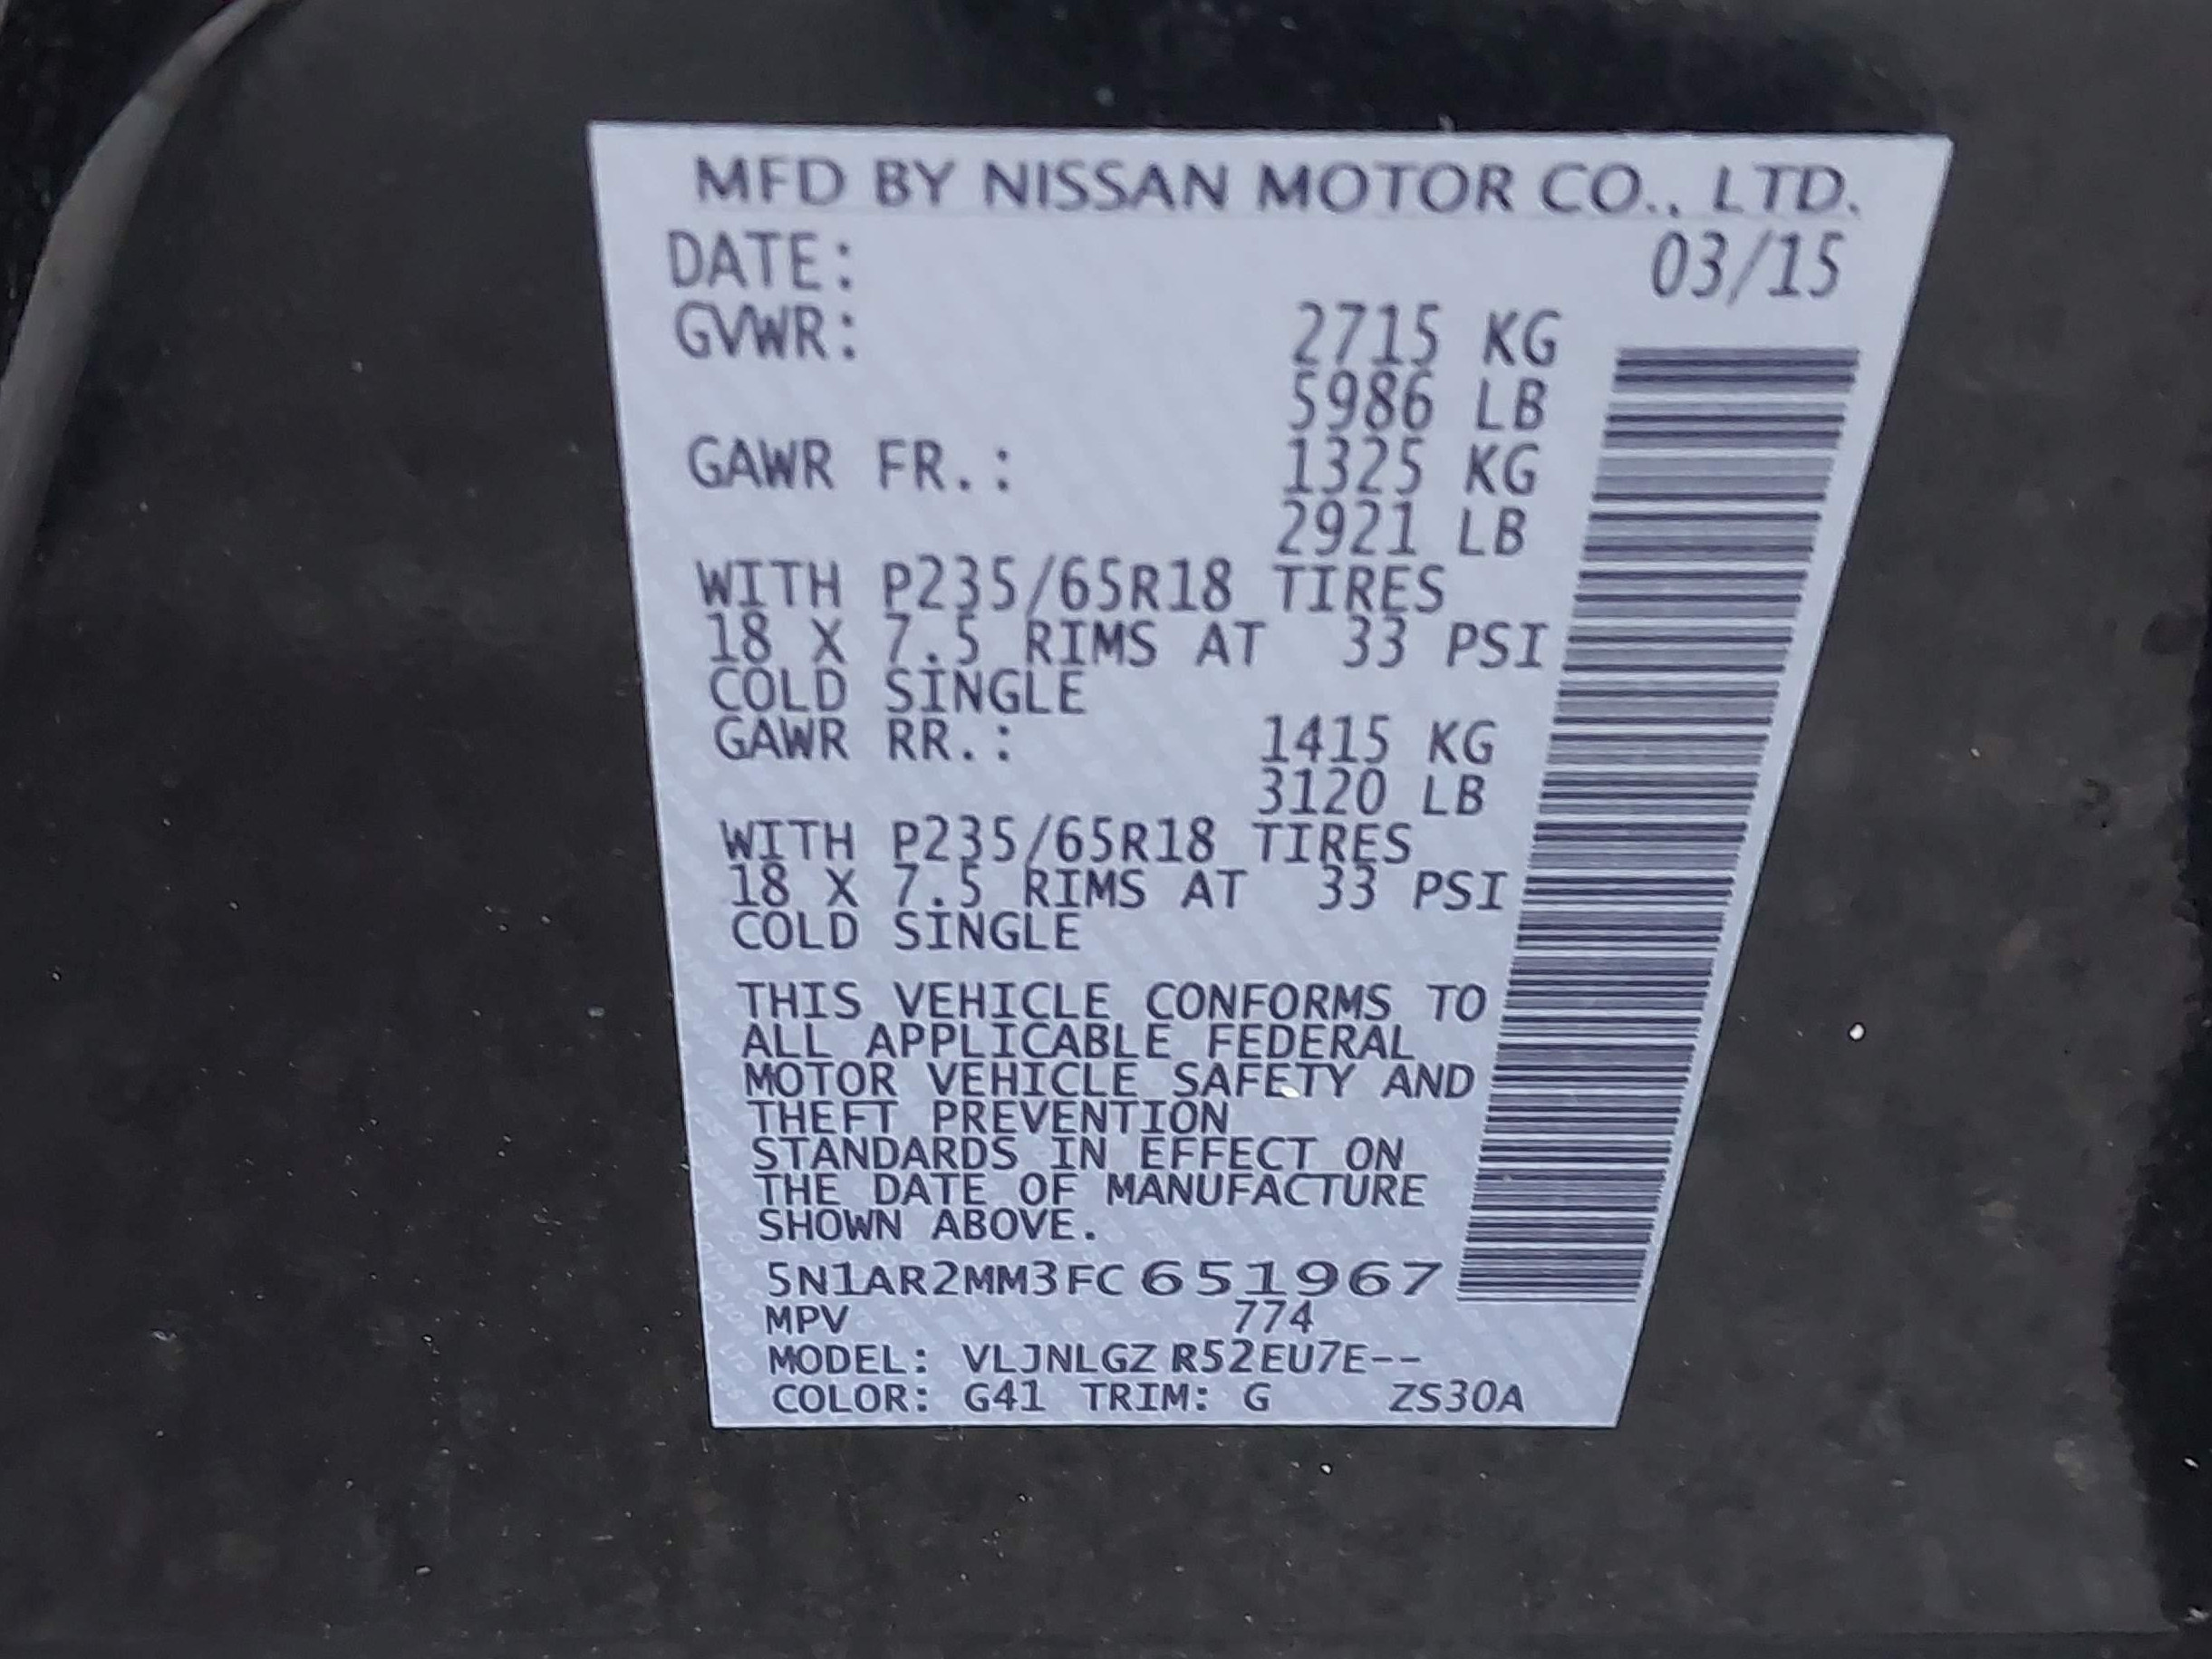 MFD BY NISSAN MOTOR CO., LTD.
DATE: 03/15
GVWR: 2715 KG
5986 LB
GAWR FR.: 1325 KG
2921 LB
WITH P235/65R18 TIRES
18 X 7.5 RIMS AT 33 PSI
COLD SINGLE
GAWR RR.: 1415 KG
3120 LB
WITH P235/65R18 TIRES
18 X 7.5 RIMS AT 33 PSI
COLD SINGLE
THIS VEHICLE CONFORMS TO
ALL APPLICABLE FEDERAL
MOTOR VEHICLE SAFETY AND
THEFT PREVENTION
STANDARDS IN EFFECT ON
THE DATE OF MANUFACTURE
SHOWN ABOVE.
5N1AR2MM3FC651967
MPV 774
MODEL: VLJNLGZ R52EU7E--
COLOR: G41 TRIM: G ZS30A